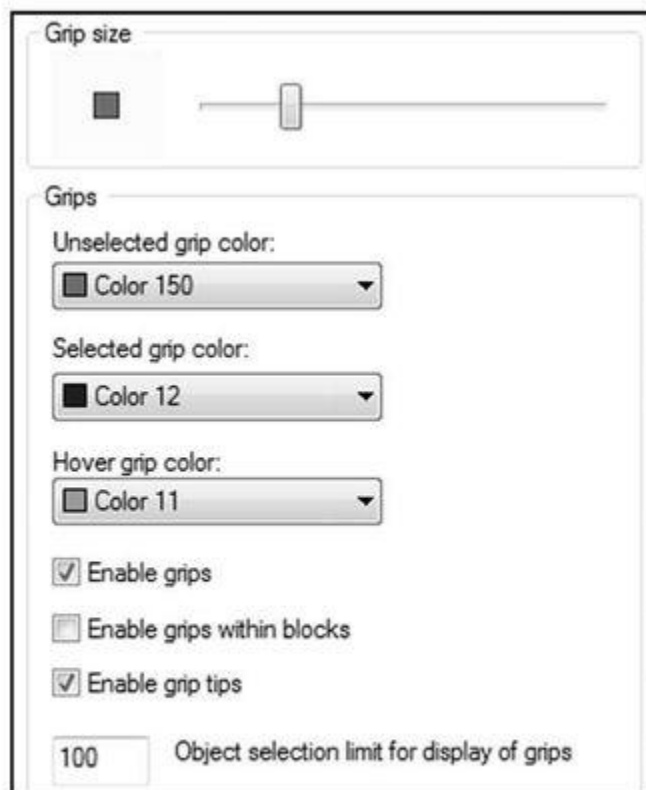 Grip size
Grips
Unselected grip color:
Color 150
Selected grip color:
Color 12
Hover grip color:
Color 11
Enable grips
Enable grips within blocks
Enable grip tips
100 Object selection limit for display of grips